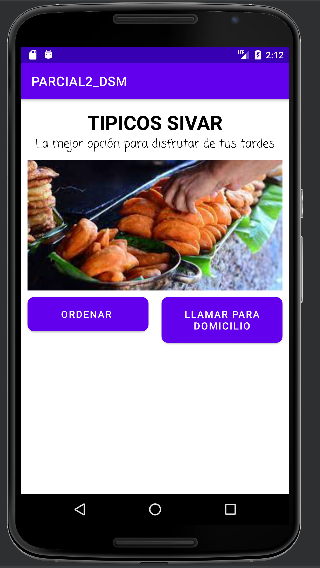 2:12
PARCIAL2_DSM
TIPICOS SIVAR
La mejor opción para disfrutar de tus tardes
ORDENAR
LLAMAR PARA
DOMICILIO